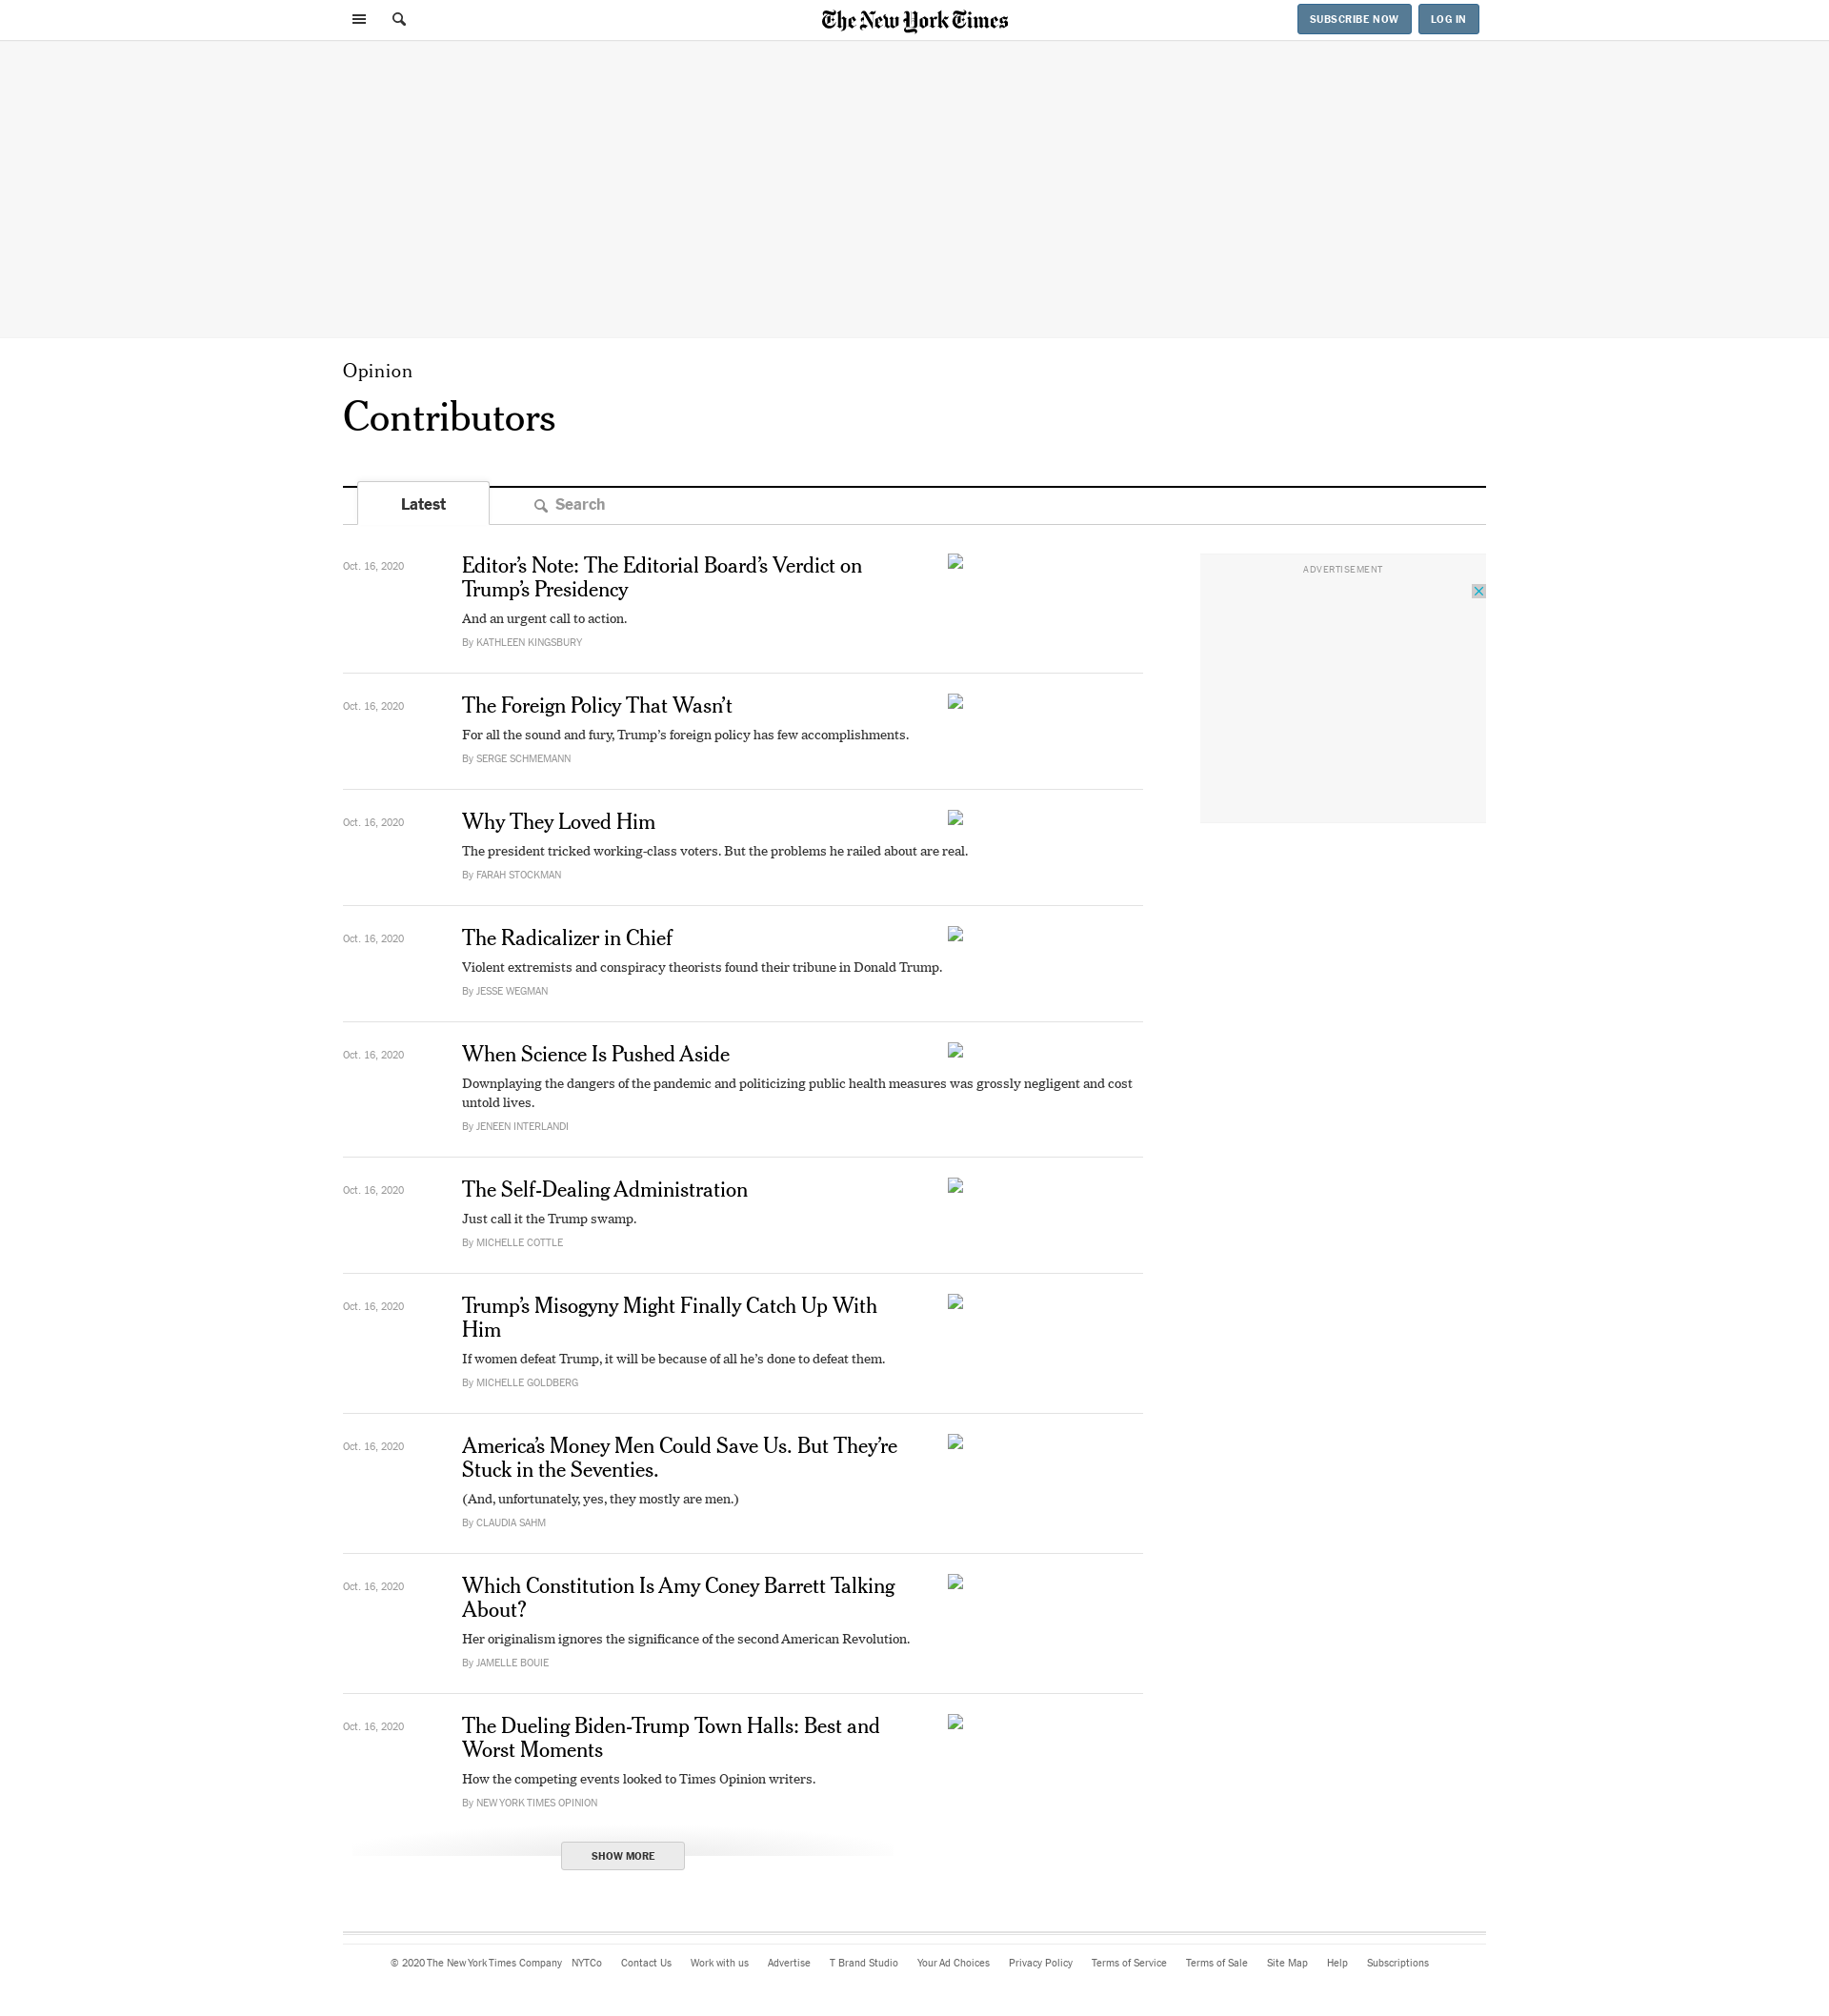 The New York Times
SUBSCRIBE NOW
LOG IN
Opinion
Contributors
Latest
Search
Oct. 16, 2020
Editor’s Note: The Editorial Board’s Verdict on
Trump’s Presidency
And an urgent call to action.
By KATHLEEN KINGSBURY
ADVERTISEMENT
Oct. 16, 2020
The Foreign Policy That Wasn’t
For all the sound and fury, Trump’s foreign policy has few accomplishments.
By SERGE SCHMEMANN
Oct. 16, 2020
Why They Loved Him
The president tricked working-class voters. But the problems he railed about are real.
By FARAH STOCKMAN
Oct. 16, 2020
The Radicalizer in Chief
Violent extremists and conspiracy theorists found their tribune in Donald Trump.
By JESSE WEGMAN
Oct. 16, 2020
When Science Is Pushed Aside
Downplaying the dangers of the pandemic and politicizing public health measures was grossly negligent and cost
untold lives.
By JENEEN INTERLANDI
Oct. 16, 2020
The Self-Dealing Administration
Just call it the Trump swamp.
By MICHELLE COTTLE
Oct. 16, 2020
Trump’s Misogyny Might Finally Catch Up With
Him
If women defeat Trump, it will be because of all he’s done to defeat them.
By MICHELLE GOLDBERG
Oct. 16, 2020
America’s Money Men Could Save Us. But They’re
Stuck in the Seventies.
(And, unfortunately, yes, they mostly are men.)
By CLAUDIA SAHM
Oct. 16, 2020
Which Constitution Is Amy Coney Barrett Talking
About?
Her originalism ignores the significance of the second American Revolution.
By JAMELLE BOUIE
Oct. 16, 2020
The Dueling Biden-Trump Town Halls: Best and
Worst Moments
How the competing events looked to Times Opinion writers.
By NEW YORK TIMES OPINION
SHOW MORE
© 2020 The New York Times Company NYTCo Contact Us Work with us Advertise T Brand Studio Your Ad Choices Privacy Policy Terms of Service Terms of Sale Site Map Help Subscriptions